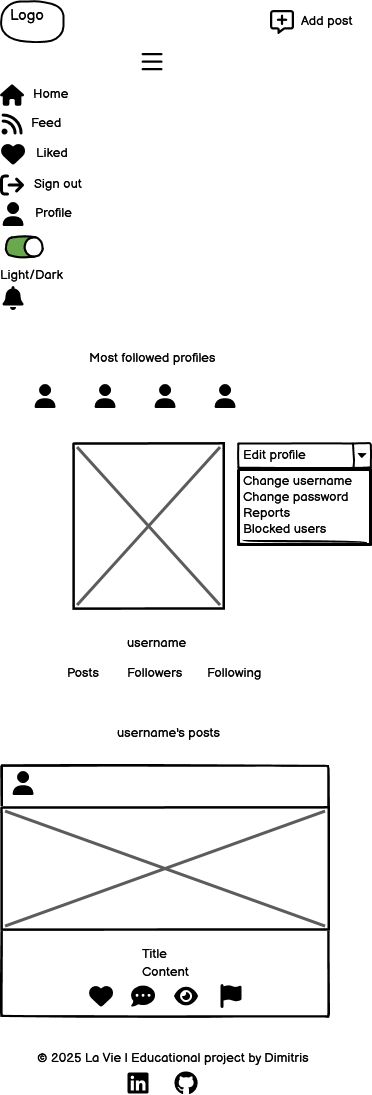 Logo
Add post
Home
Feed
Liked
Sign out
Profile
Light/Dark
Most followed profiles
Edit profile
Change username
Change password
Reports
Blocked users
username
Posts Followers Following
username's posts
Title
Content
© 2025 La Vie | Educational project by Dimitris